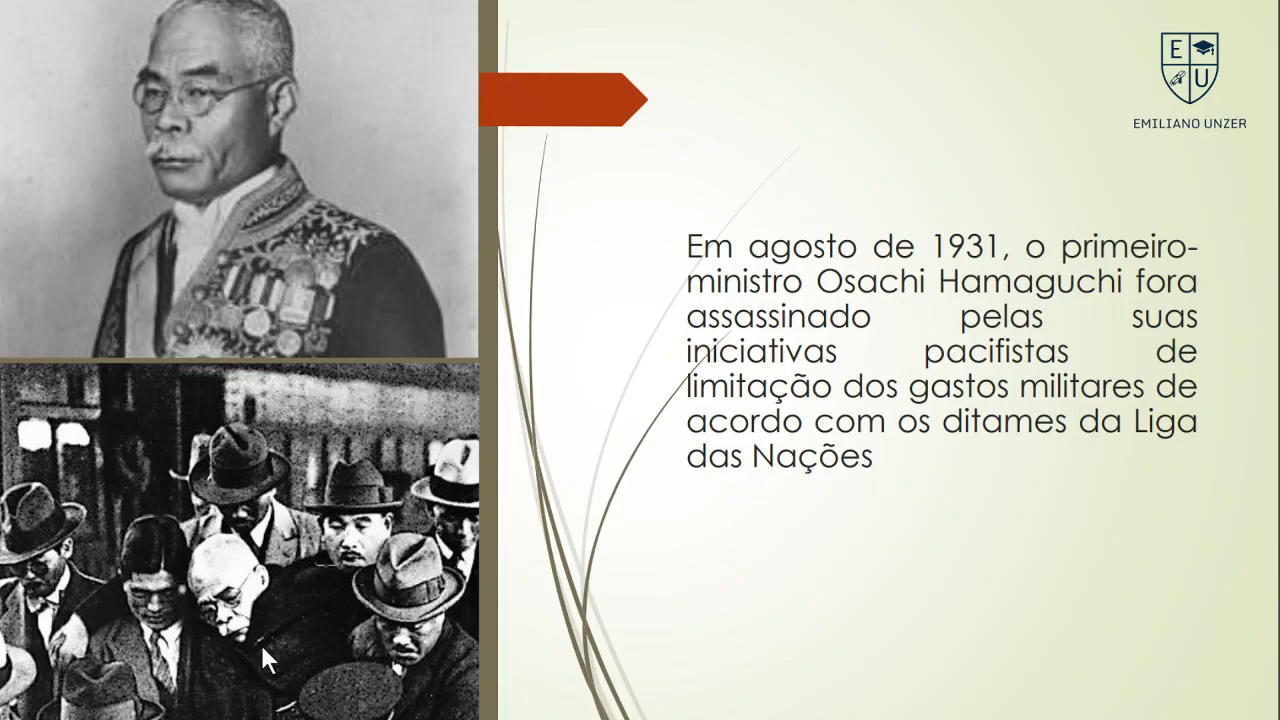 E
U
EMILIANO UNZER
Em agosto de 1931, o primeiro-
ministro Osachi Hamaguchi fora
assassinado pelas suas
iniciativas pacifistas de
limitação dos gastos militares de
acordo com os ditames da Liga
das Nações